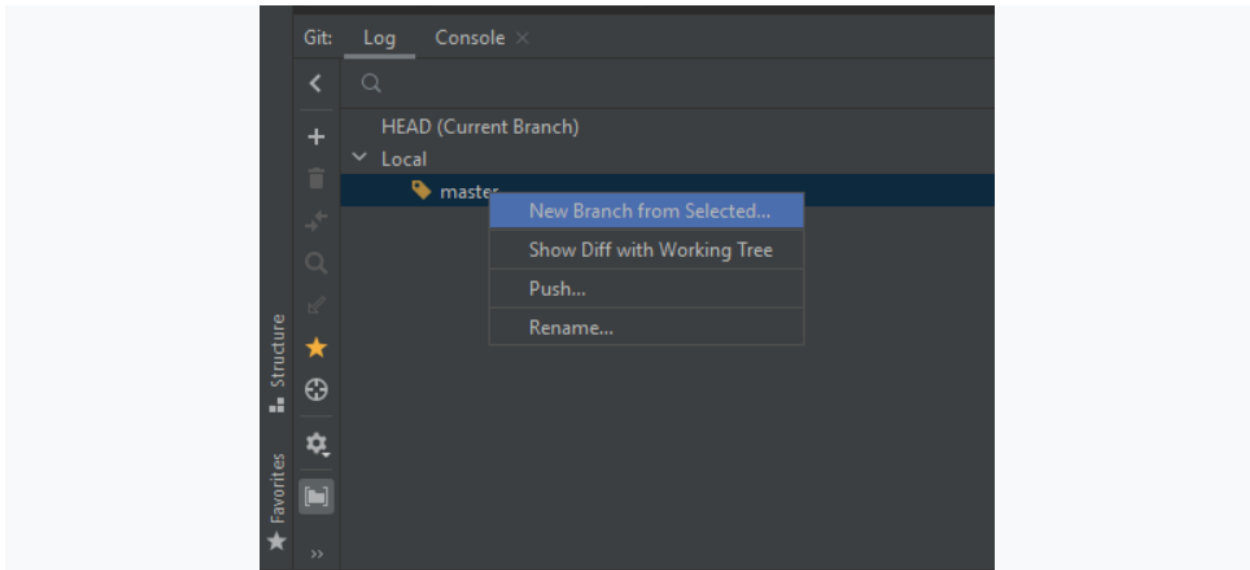 Git: Log Console
HEAD (Current Branch)
Local
master
New Branch from Selected...
Show Diff with Working Tree
Push...
Rename...
Structure
Favorites